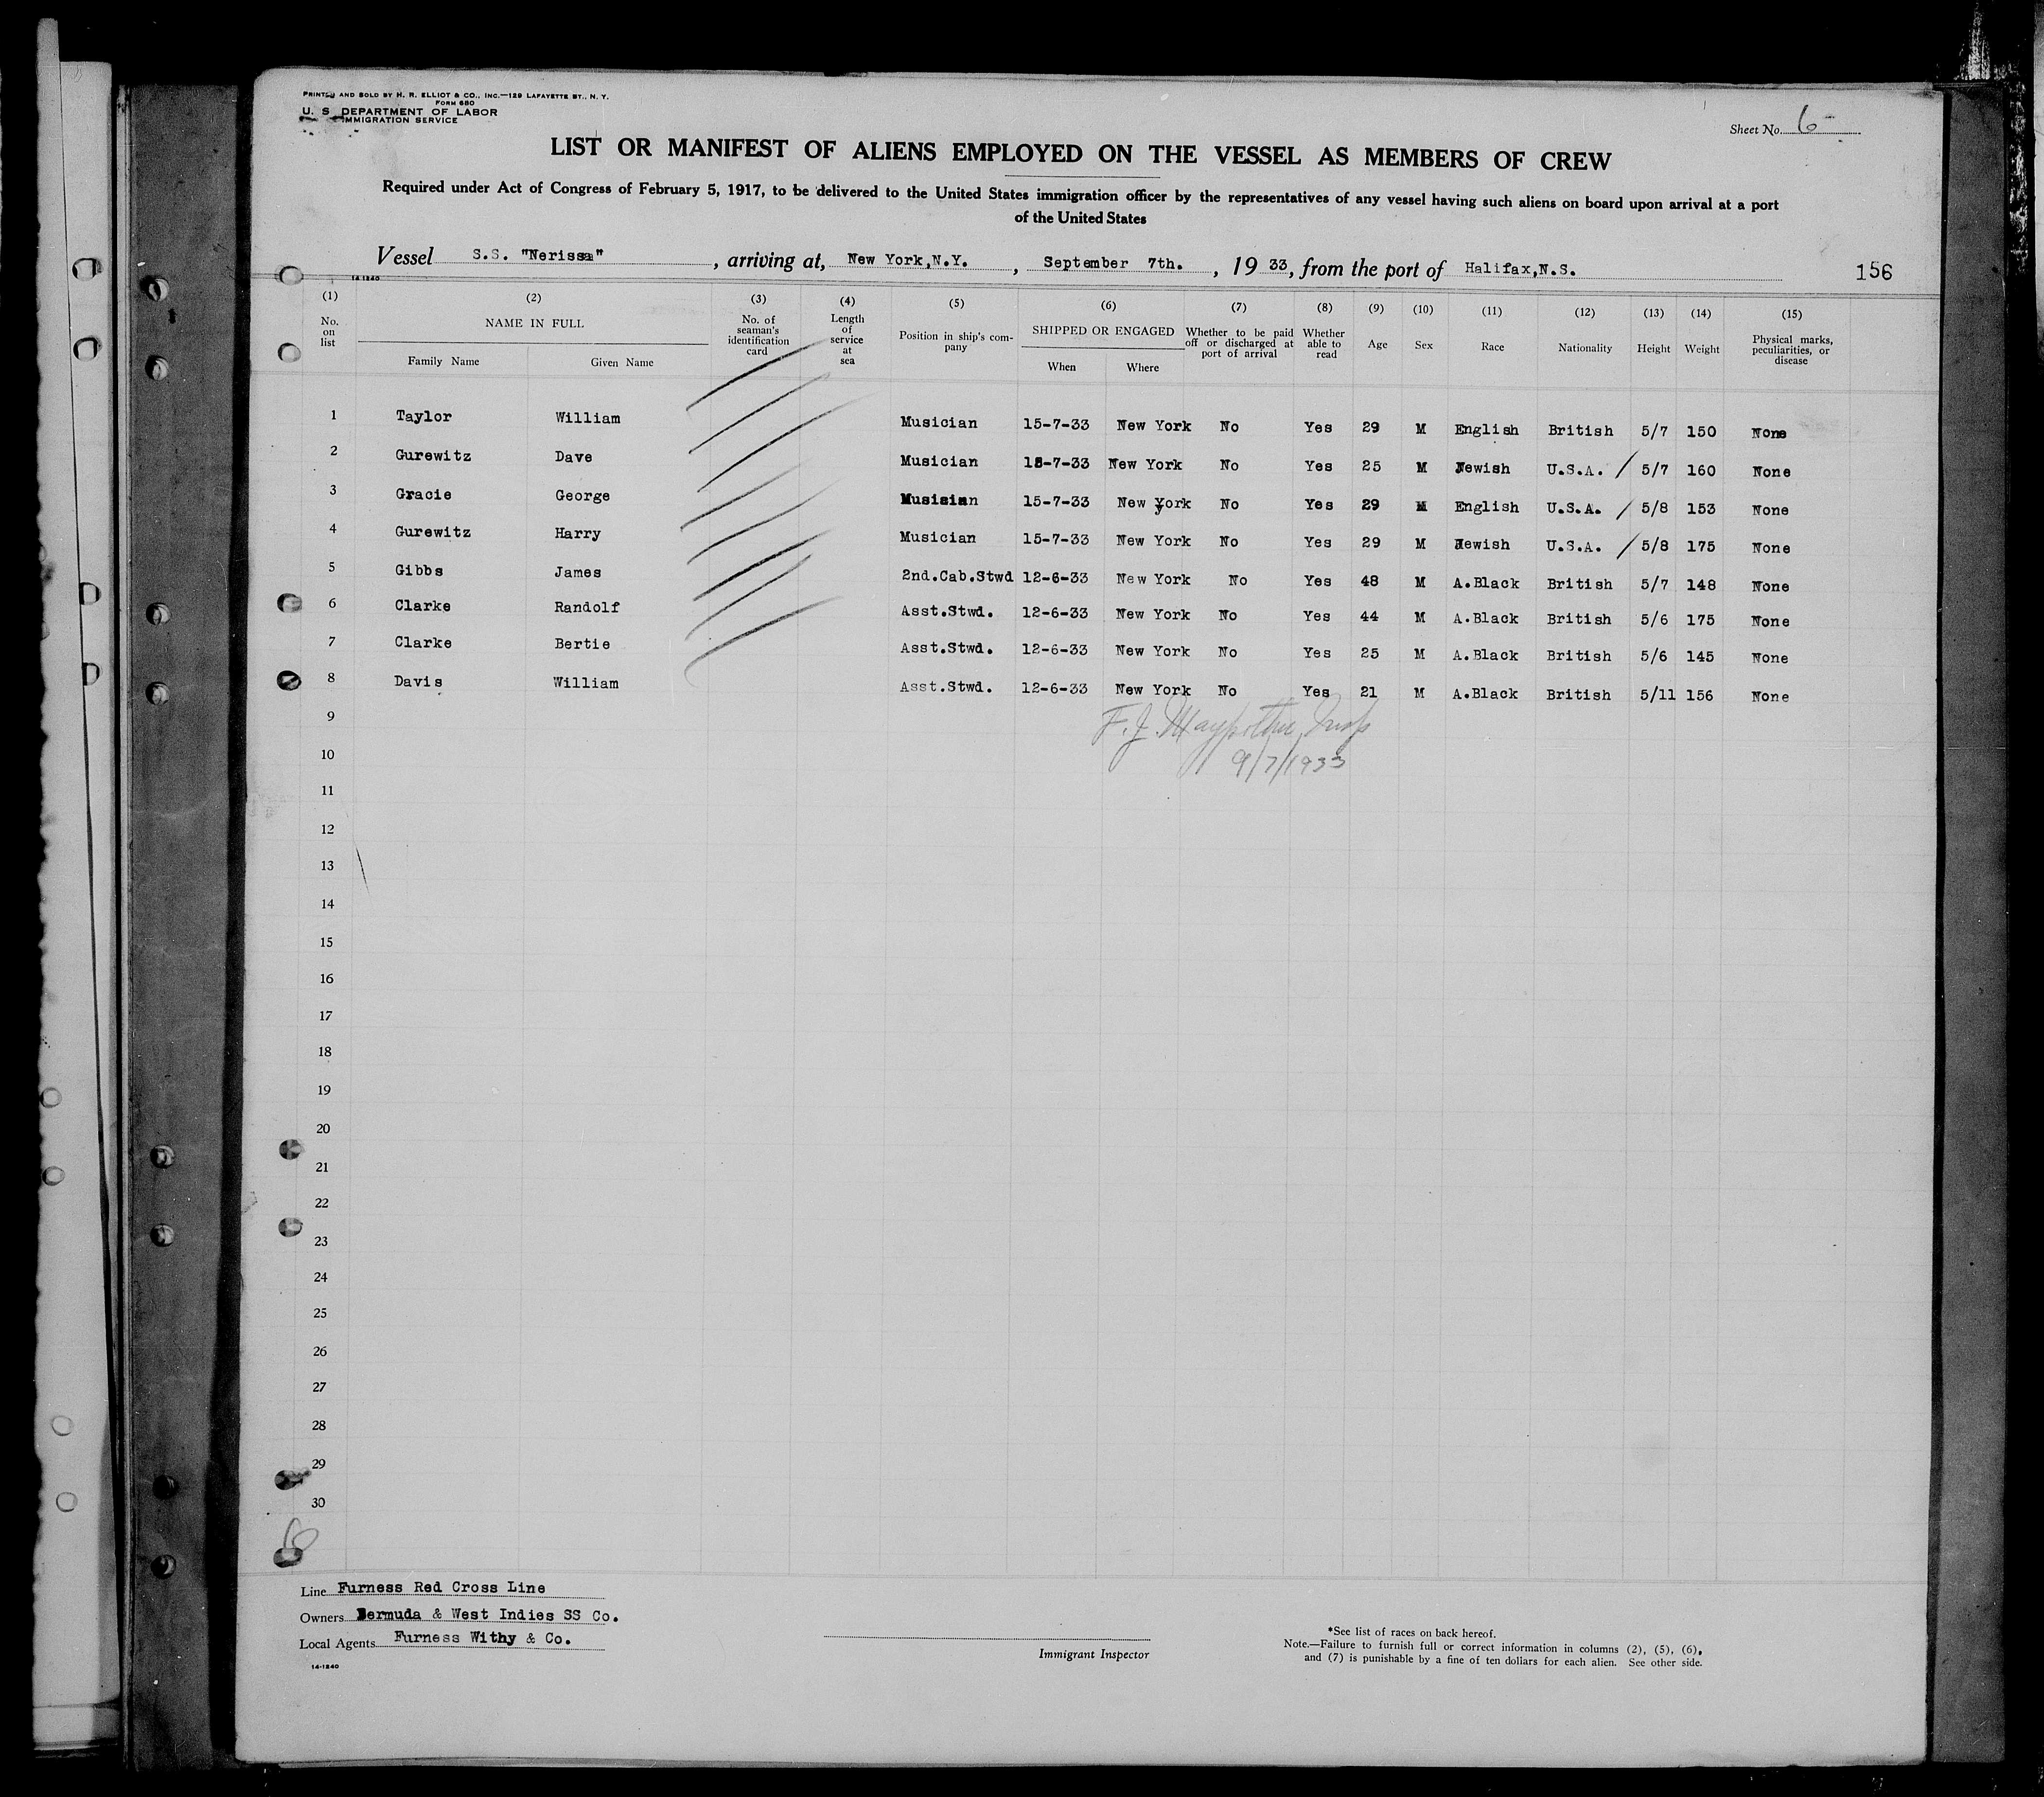 PRINTED AND SOLD BY H. R. ELLIOT & CO., INC.—129 LAFAYETTE ST., N. Y.
FORM 680
U. S. DEPARTMENT OF LABOR
IMMIGRATION SERVICE
Sheet No. 6
LIST OR MANIFEST OF ALIENS EMPLOYED ON THE VESSEL AS MEMBERS OF CREW
Required under Act of Congress of February 5, 1917, to be delivered to the United States immigration officer by the representatives of any vessel having such aliens on board upon arrival at a port
of the United States
Vessel S.S. "Nerissa", arriving at, New York,N.Y., September 7th., 19 33, from the port of Halifax,N.S.
14-1240
156
(1) (2) (3) (4) (5) (6) (7) (8) (9) (10) (11) (12) (13) (14) (15)
No. on list
NAME IN FULL
Family Name Given Name
No. of seaman's identification card
Length of service at sea
Position in ship's company
SHIPPED OR ENGAGED
When Where
Whether to be paid off or discharged at port of arrival
Whether able to read
Age
Sex
Race
Nationality
Height
Weight
Physical marks, peculiarities, or disease
1 Taylor William Musician 15-7-33 New York No Yes 29 M English British 5/7 150 None
2 Gurewitz Dave Musician 15-7-33 New York No Yes 25 M Jewish U.S.A. / 5/7 160 None
3 Gracie George Musician 15-7-33 New York No Yes 29 M English U.S.A. / 5/8 153 None
4 Gurewitz Harry Musician 15-7-33 New York No Yes 29 M Jewish U.S.A. / 5/8 175 None
5 Gibbs James 2nd.Cab.Stwd 12-6-33 New York No Yes 48 M A.Black British 5/7 148 None
6 Clarke Randolf Asst.Stwd. 12-6-33 New York No Yes 44 M A.Black British 5/6 175 None
7 Clarke Bertie Asst.Stwd. 12-6-33 New York No Yes 25 M A.Black British 5/6 145 None
8 Davis William Asst.Stwd. 12-6-33 New York No Yes 21 M A.Black British 5/11 156 None
9
F. J.
10
9/7/1933
11
12
13
14
15
16
17
18
19
20
21
22
23
24
25
26
27
28
29
30
Line Furness Red Cross Line
Owners Bermuda & West Indies SS Co.
Local Agents Furness Withy & Co.
14-1240
Immigrant Inspector
*See list of races on back hereof.
Note.—Failure to furnish full or correct information in columns (2), (5), (6),
and (7) is punishable by a fine of ten dollars for each alien. See other side.